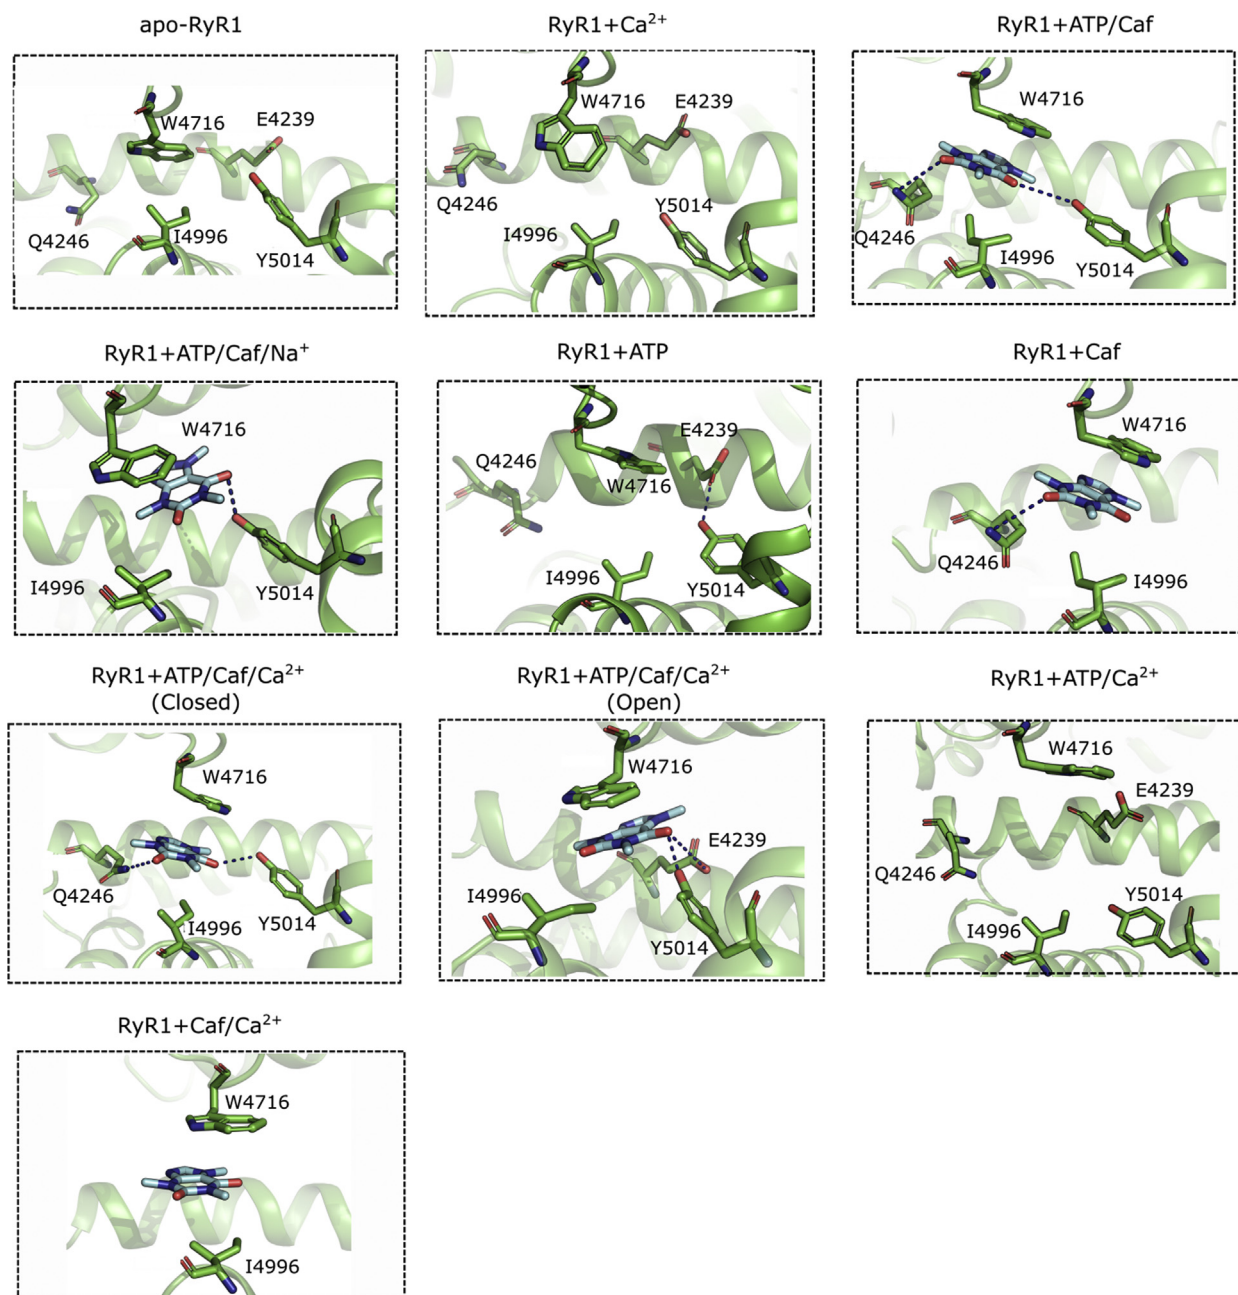 apo-RyR1
RyR1+Ca²⁺
RyR1+ATP/Caf
W4716
E4239
Q4246
I4996
Y5014
W4716
E4239
Q4246
I4996
Y5014
W4716
Q4246
I4996
Y5014
RyR1+ATP/Caf/Na⁺
RyR1+ATP
RyR1+Caf
W4716
I4996
Y5014
E4239
Q4246
W4716
I4996
Y5014
W4716
Q4246
I4996
RyR1+ATP/Caf/Ca²⁺
(Closed)
RyR1+ATP/Caf/Ca²⁺
(Open)
RyR1+ATP/Ca²⁺
W4716
Q4246
I4996
Y5014
W4716
E4239
I4996
Y5014
W4716
E4239
Q4246
Y5014
I4996
RyR1+Caf/Ca²⁺
W4716
I4996